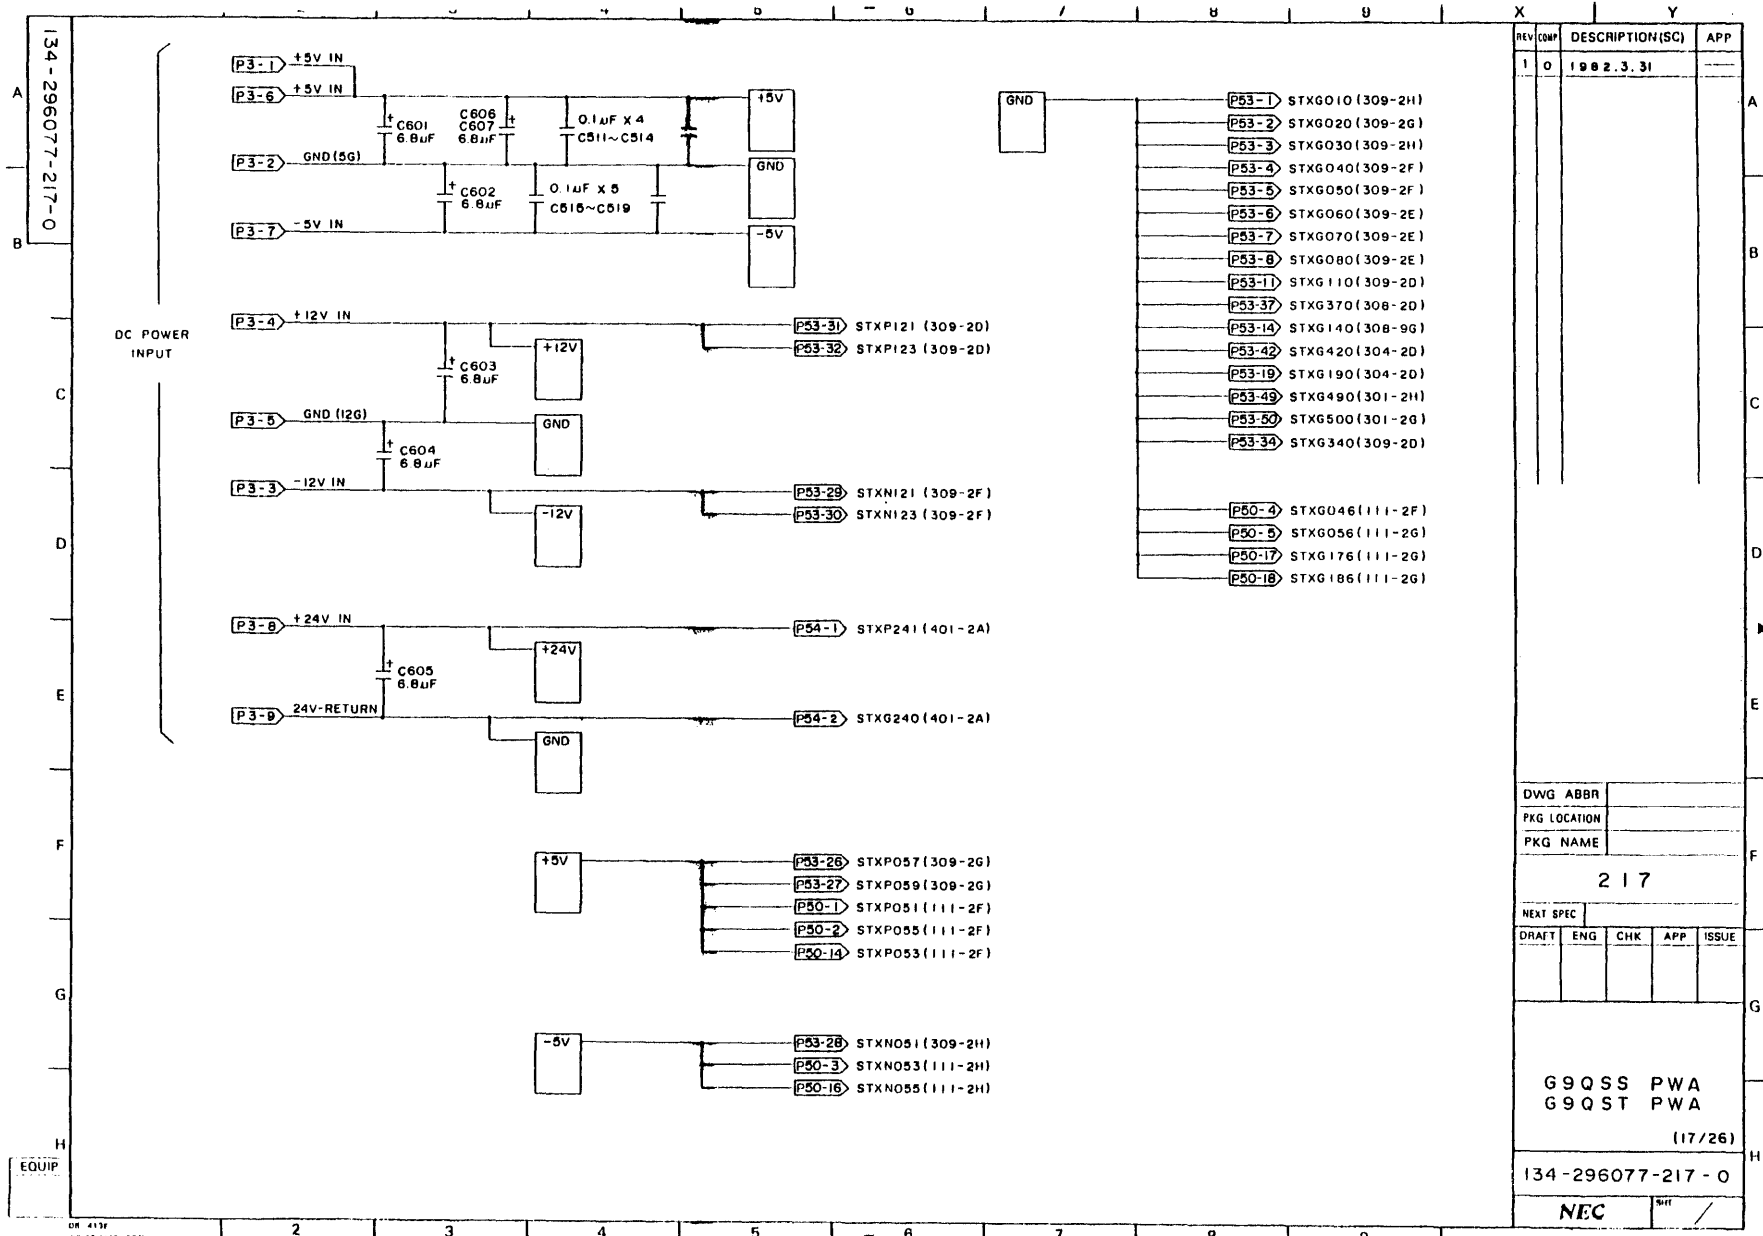 134-296077-217-0
A
B
C
D
E
F
G
H
EQUIP
DC POWER
INPUT
P3-1 +5V IN
P3-6 +5V IN
C601
6.8μF
C606
C607
6.8μF
0.1μF X 4
C511~C514
+5V
P3-2 GND (5G)
GND
C602
6.8μF
0.1μF X 5
C515~C519
P3-7 -5V IN
-5V
P3-4 +12V IN
+12V
C603
6.8μF
P53-31 STXP121 (309-2D)
P53-32 STXP123 (309-2D)
P3-5 GND (12G)
GND
C604
6.8μF
P3-3 -12V IN
-12V
P53-29 STXN121 (309-2F)
P53-30 STXN123 (309-2F)
P3-8 +24V IN
+24V
P54-1 STXP241 (401-2A)
C605
6.8μF
P3-9 24V-RETURN
GND
P54-2 STXG240 (401-2A)
+5V
P53-26 STXP057 (309-2G)
P53-27 STXP059 (309-2G)
P50-1 STXP051 (111-2F)
P50-2 STXP055 (111-2F)
P50-14 STXP053 (111-2F)
-5V
P53-28 STXN051 (309-2H)
P50-3 STXN053 (111-2H)
P50-16 STXN055 (111-2H)
GND
P53-1 STXG010 (309-2H)
P53-2 STXG020 (309-2G)
P53-3 STXG030 (309-2H)
P53-4 STXG040 (309-2F)
P53-5 STXG050 (309-2F)
P53-6 STXG060 (309-2E)
P53-7 STXG070 (309-2E)
P53-8 STXG080 (309-2E)
P53-11 STXG110 (309-2D)
P53-37 STXG370 (308-2D)
P53-14 STXG140 (308-9G)
P53-42 STXG420 (304-2D)
P53-19 STXG190 (304-2D)
P53-49 STXG490 (301-2H)
P53-50 STXG500 (301-2G)
P53-34 STXG340 (309-2D)
P50-4 STXG046 (111-2F)
P50-5 STXG056 (111-2G)
P50-17 STXG176 (111-2G)
P50-18 STXG186 (111-2G)
X Y
REV COMP DESCRIPTION (SC) APP
1 0 1982.3.31
A
B
C
D
E
F
G
H
DWG ABBR
PKG LOCATION
PKG NAME
217
NEXT SPEC
DRAFT ENG CHK APP ISSUE
G9QSS PWA
G9QST PWA
(17/26)
134-296077-217-0
NEC
2 3 4 5 6 7 8 9